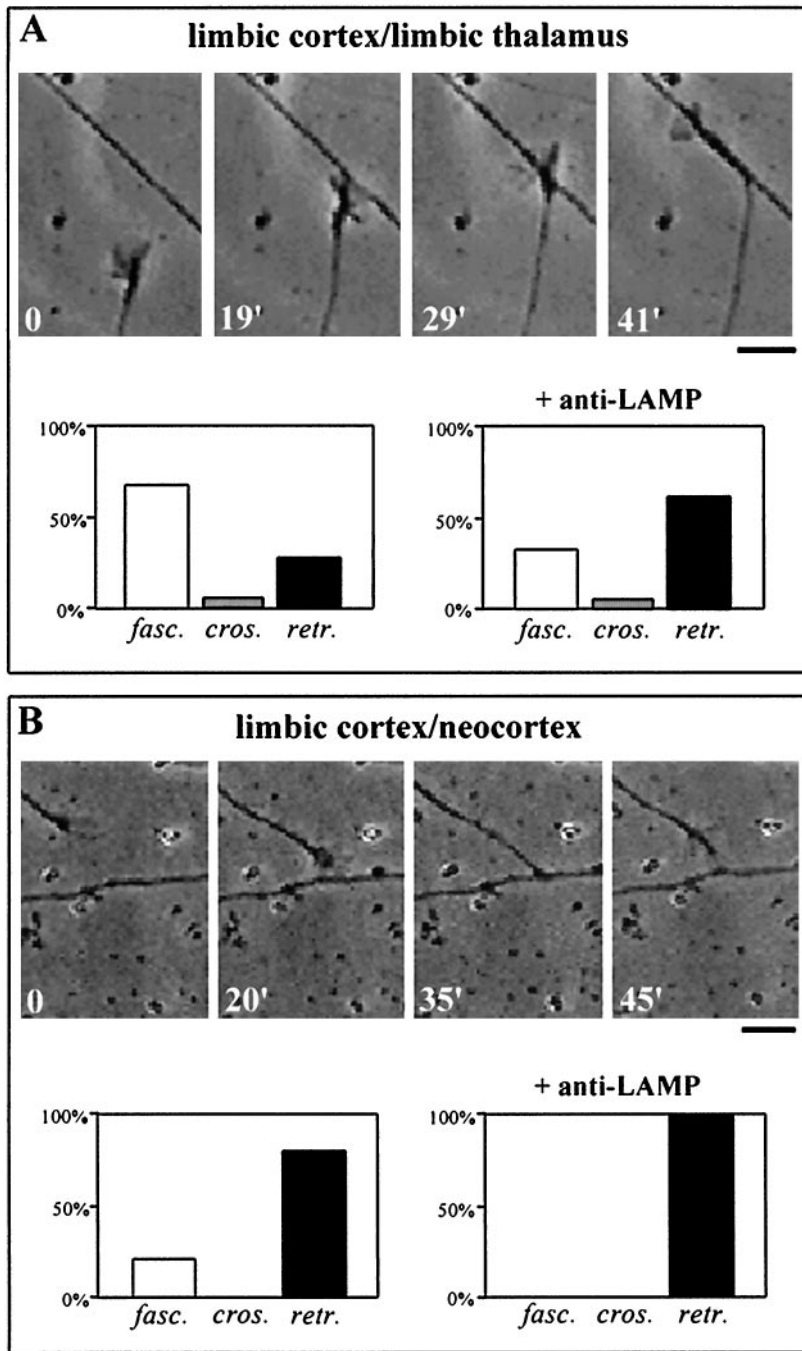 A
limbic cortex/limbic thalamus
0 19' 29' 41'
+ anti-LAMP
100%
50%
0%
fasc. cros. retr.
100%
50%
0%
fasc. cros. retr.
B
limbic cortex/neocortex
0 20' 35' 45'
+ anti-LAMP
100%
50%
0%
fasc. cros. retr.
100%
50%
0%
fasc. cros. retr.